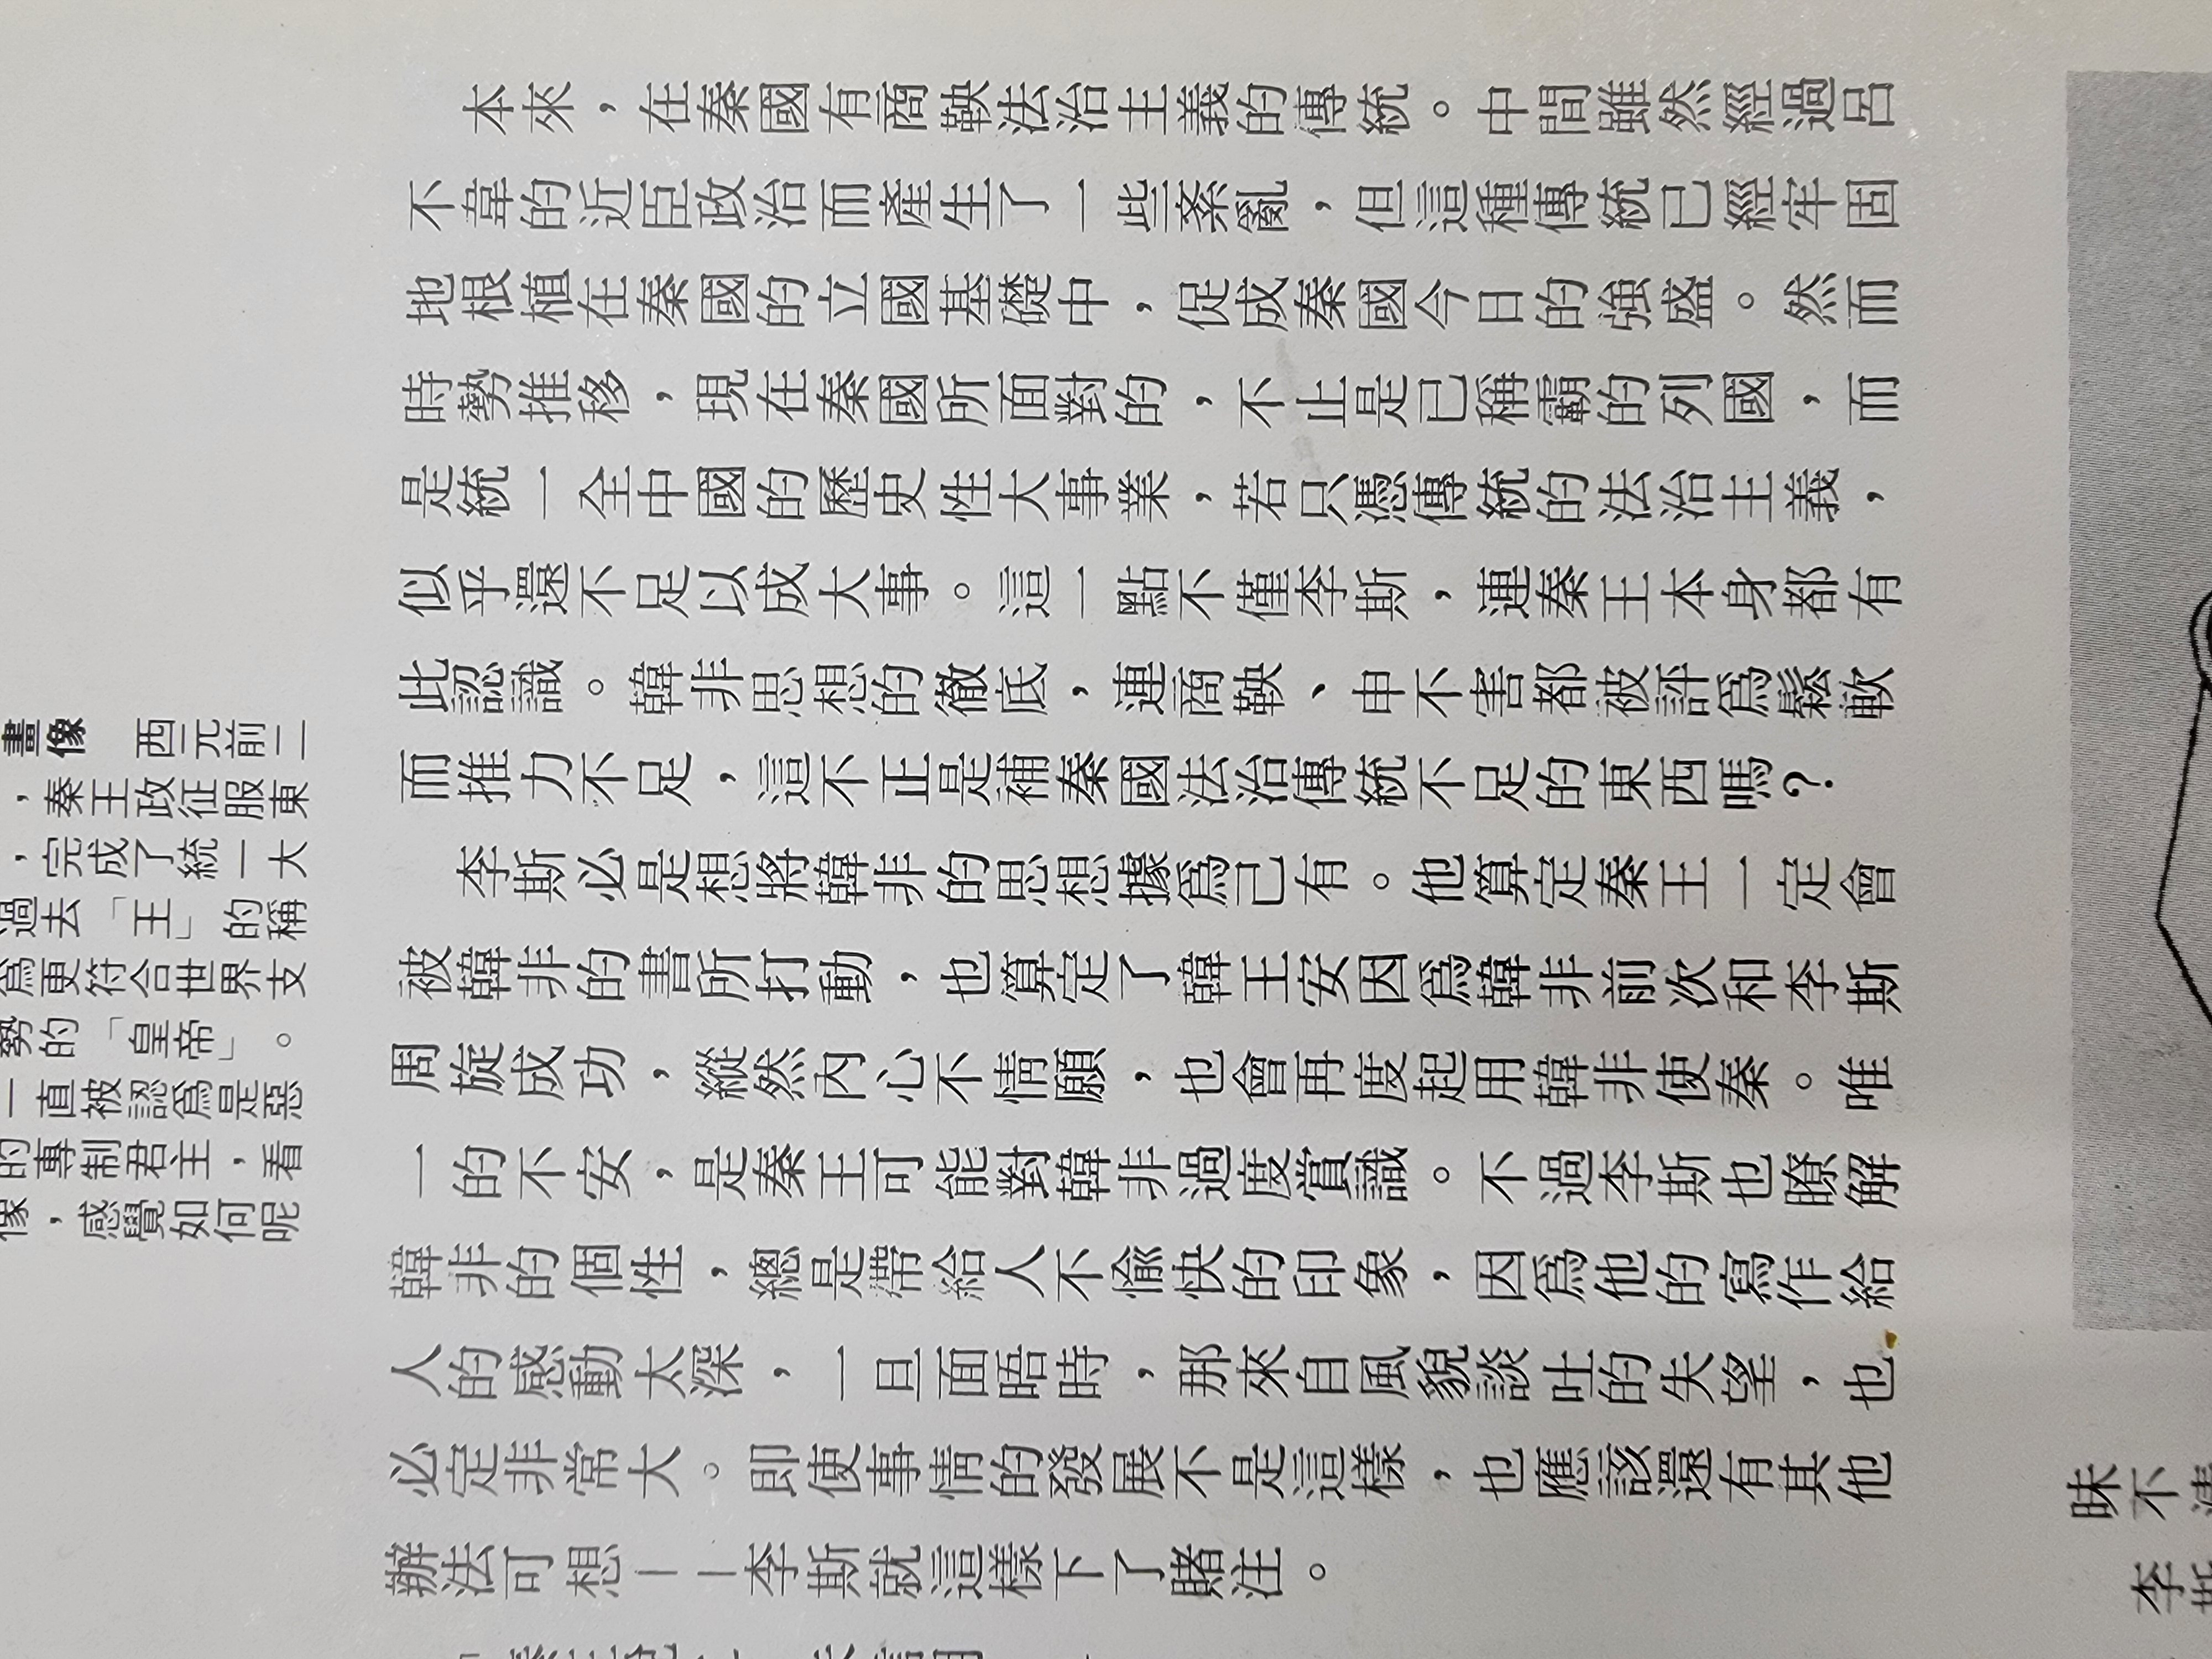 畫像　西元前二
，秦王政征服東
，完成了統一大
過去「王」的稱
爲更符合世界支
勢的「皇帝」。
一直被認爲是惡
的專制君主，看
像，感覺如何呢
本來，在秦國有商鞅法治主義的傳統。中間雖然經過呂
不韋的近臣政治而產生了一些紊亂，但這種傳統已經牢固
地根植在秦國的立國基礎中，促成秦國今日的強盛。然而
時勢推移，現在秦國所面對的，不止是已稱霸的列國，而
是統一全中國的歷史性大事業，若只憑傳統的法治主義，
似乎還不足以成大事。這一點不僅李斯，連秦王本身都有
此認識。韓非思想的徹底，連商鞅、申不害都被評爲鬆軟
而推力不足，這不正是補秦國法治傳統不足的東西嗎？
李斯必是想將韓非的思想據爲己有。他算定秦王一定會
被韓非的書所打動，也算定了韓王安因爲韓非前次和李斯
周旋成功，縱然內心不情願，也會再度起用韓非使秦。唯
一的不安，是秦王可能對韓非過度賞識。不過李斯也瞭解
韓非的個性，總是帶給人不愉快的印象，因爲他的寫作給
人的感動太深，一旦面晤時，那來自風貌談吐的失望，也
必定非常大。即使事情的發展不是這樣，也應該還有其他
辦法可想——李斯就這樣下了賭注。
昧不清
李斯